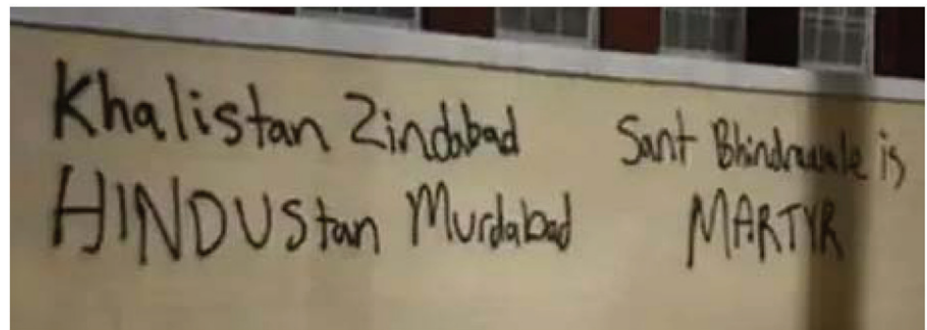 Khalistan Zindabad
HINDUStan Murdabad
Sant Bhindrawale is
MARTYR